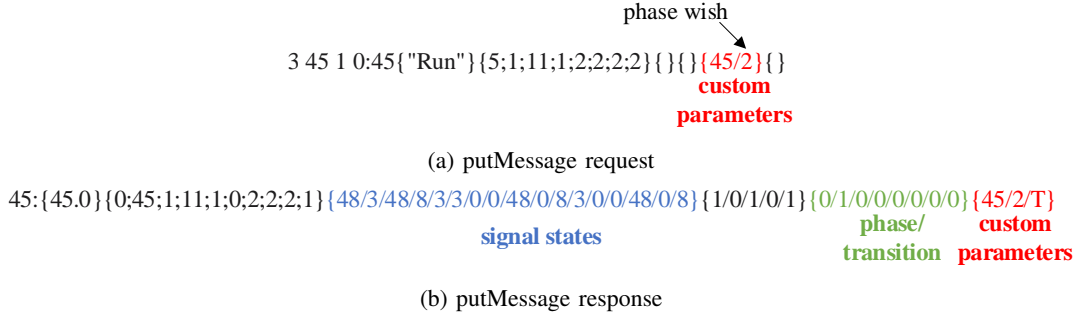 phase wish
3 45 1 0:45{"Run"}{5;1;11;1;2;2;2;2}{}{}{45/2}{}
custom
parameters
(a) putMessage request
45:{45.0}{0;45;1;11;1;0;2;2;2;1}{48/3/48/8/3/3/0/0/48/0/8/3/0/0/48/0/8}{1/0/1/0/1}{0/1/0/0/0/0/0/0}{45/2/T}
signal states phase/ custom
transition parameters
(b) putMessage response